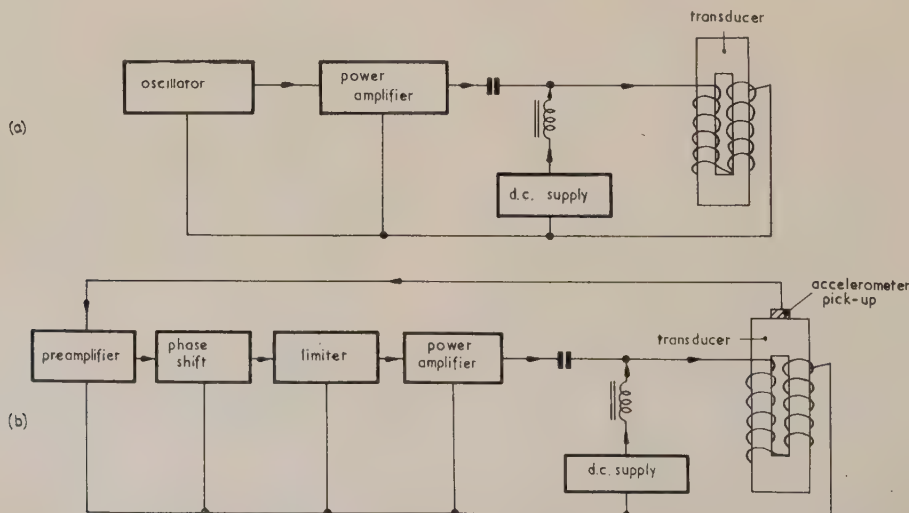 transducer
oscillator
power
amplifier
(a)
d.c. supply
accelerometer
pick-up
transducer
preamplifier
phase
shift
limiter
power
amplifier
(b)
d.c. supply